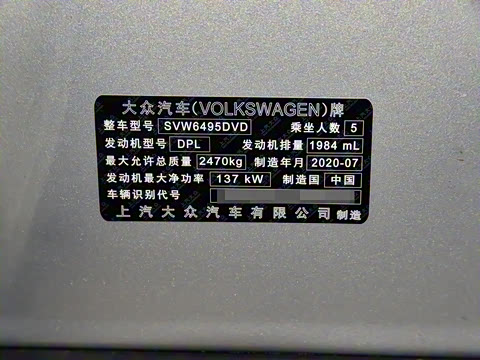 大众汽车(VOLKSWAGEN)牌
整车型号 SVW6495DVD 乘坐人数 5
发动机型号 DPL 发动机排量 1984 mL
最大允许总质量 2470kg 制造年月 2020-07
发动机最大净功率 137 kW 制造国 中国
车辆识别代号
上汽大众汽车有限公司 制造